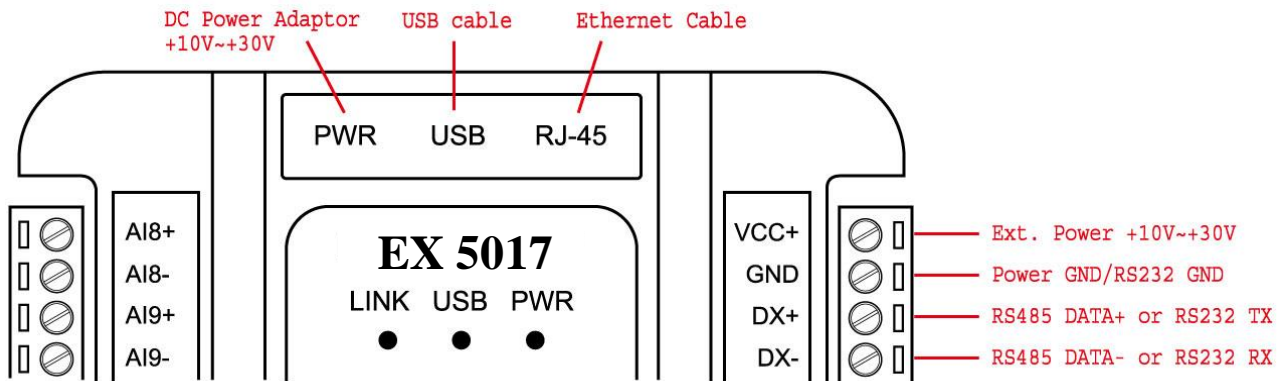 DC Power Adaptor
+10V~+30V
USB cable
Ethernet Cable
PWR USB RJ-45
AI8+
AI8-
AI9+
AI9-
EX 5017
LINK USB PWR
VCC+ Ext. Power +10V~+30V
GND Power GND/RS232 GND
DX+ RS485 DATA+ or RS232 TX
DX- RS485 DATA- or RS232 RX